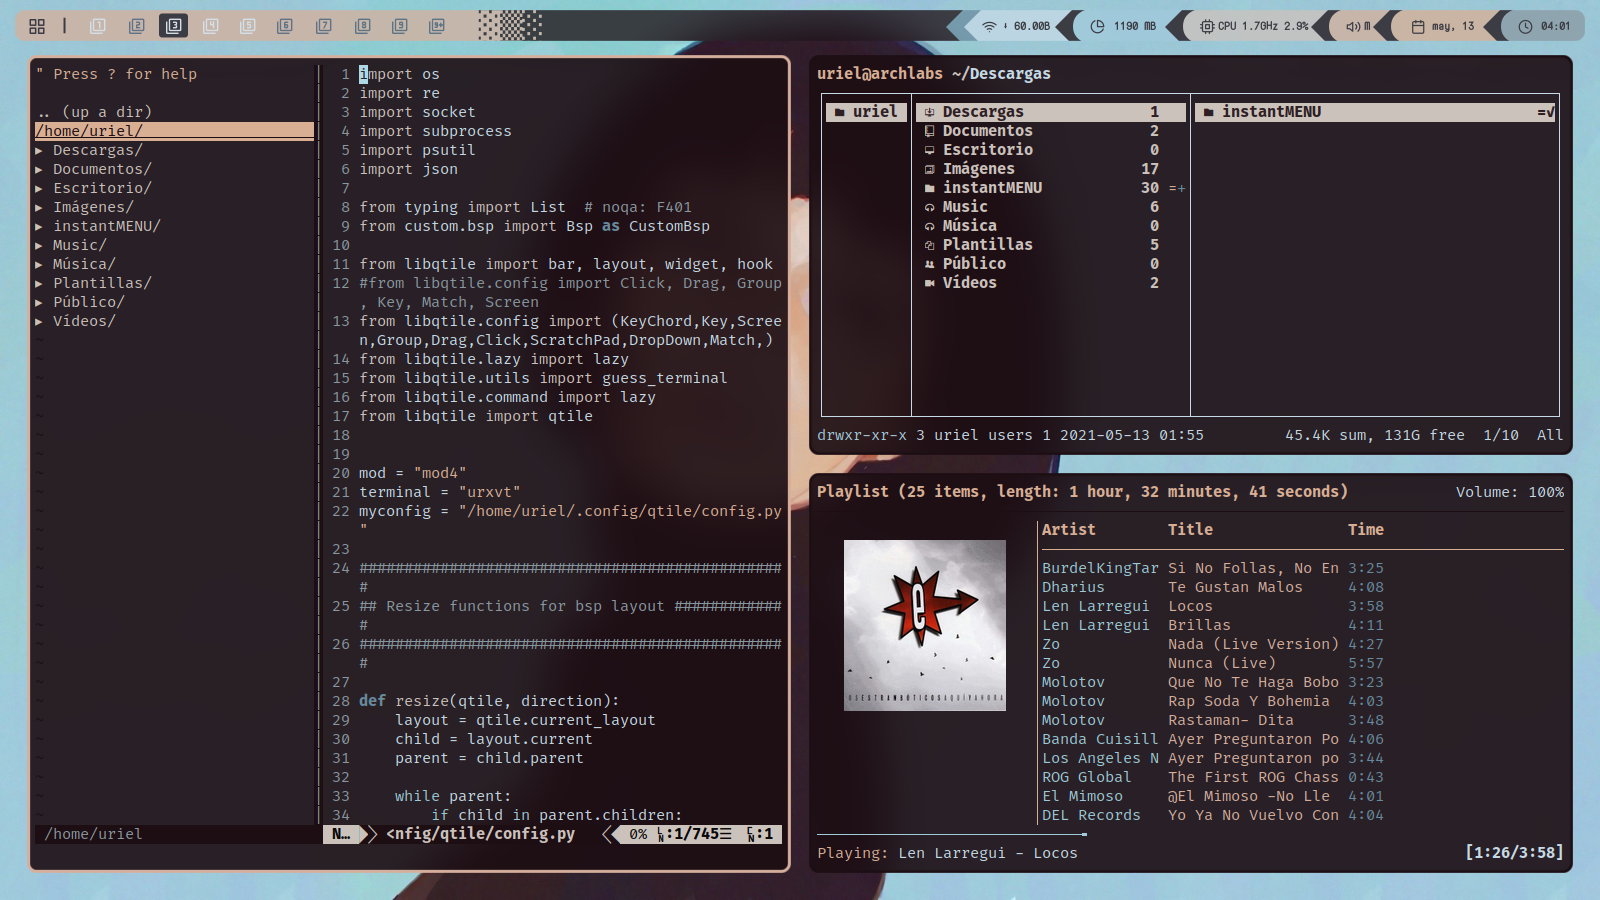 1 2 3 4 5 6 7 8 9 9+
60.00B
1190 MB
CPU 1.7GHz 2.9%
M
may, 13
04:01
" Press ? for help
.. (up a dir)
/home/uriel/
▸ Descargas/
▸ Documentos/
▸ Escritorio/
▸ Imágenes/
▸ instantMENU/
▸ Music/
▸ Música/
▸ Plantillas/
▸ Público/
▸ Vídeos/
/home/uriel
1 import os
2 import re
3 import socket
4 import subprocess
5 import psutil
6 import json
7
8 from typing import List  # noqa: F401
9 from custom.bsp import Bsp as CustomBsp
10
11 from libqtile import bar, layout, widget, hook
12 #from libqtile.config import Click, Drag, Group
, Key, Match, Screen
13 from libqtile.config import (KeyChord,Key,Scree
n,Group,Drag,Click,ScratchPad,DropDown,Match,)
14 from libqtile.lazy import lazy
15 from libqtile.utils import guess_terminal
16 from libqtile.command import lazy
17 from libqtile import qtile
18
19
20 mod = "mod4"
21 terminal = "urxvt"
22 myconfig = "/home/uriel/.config/qtile/config.py
"
23
24 ###############################################
#
25 ## Resize functions for bsp layout ############
#
26 ###############################################
#
27
28 def resize(qtile, direction):
29     layout = qtile.current_layout
30     child = layout.current
31     parent = child.parent
32
33     while parent:
34         if child in parent.children:
N… <nfig/qtile/config.py 0% LN:1/745☰ CN:1
uriel@archlabs ~/Descargas
uriel
Descargas 1
Documentos 2
Escritorio 0
Imágenes 17
instantMENU 30 =+
Music 6
Música 0
Plantillas 5
Público 0
Vídeos 2
instantMENU =√
drwxr-xr-x 3 uriel users 1 2021-05-13 01:55 45.4K sum, 131G free 1/10 All
Playlist (25 items, length: 1 hour, 32 minutes, 41 seconds) Volume: 100%
e
Artist Title Time
BurdelKingTar Si No Follas, No En 3:25
Dharius Te Gustan Malos 4:08
Len Larregui Locos 3:58
Len Larregui Brillas 4:11
Zo Nada (Live Version) 4:27
Zo Nunca (Live) 5:57
Molotov Que No Te Haga Bobo 3:23
Molotov Rap Soda Y Bohemia 4:03
Molotov Rastaman- Dita 3:48
Banda Cuisill Ayer Preguntaron Po 4:06
Los Angeles N Ayer Preguntaron po 3:44
ROG Global The First ROG Chass 0:43
El Mimoso @El Mimoso -No Lle 4:01
DEL Records Yo Ya No Vuelvo Con 4:04
Playing: Len Larregui - Locos [1:26/3:58]